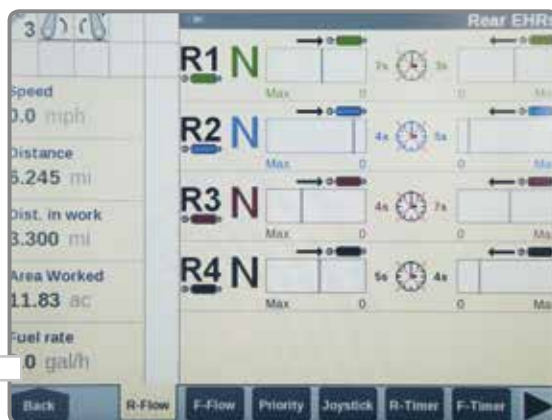 3
Rear EHRs
R1 N 7s 3s
Max 0 0 Max
Speed
0.0 mph
R2 N 4s 5s
Max 0 0 Max
Distance
6.245 mi
R3 N 4s 7s
Max 0 0 Max
Dist. in work
3.300 mi
R4 N 5s 4s
Max 0 0 Max
Area Worked
11.83 ac
Fuel rate
.0 gal/h
Back R-Flow F-Flow Priority Joystick R-Timer F-Timer